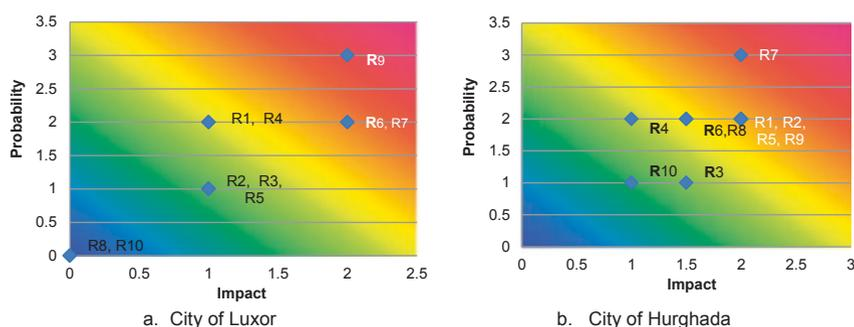 3.5
3
2.5
2
1.5
1
0.5
0
Probability
R9
R1, R4
R6, R7
R2, R3,
R5
R8, R10
0 0.5 1 1.5 2 2.5
Impact
a. City of Luxor
3.5
3
2.5
2
1.5
1
0.5
0
Probability
R7
R4
R6,R8
R1, R2,
R5, R9
R10
R3
0 0.5 1 1.5 2 2.5 3
Impact
b. City of Hurghada